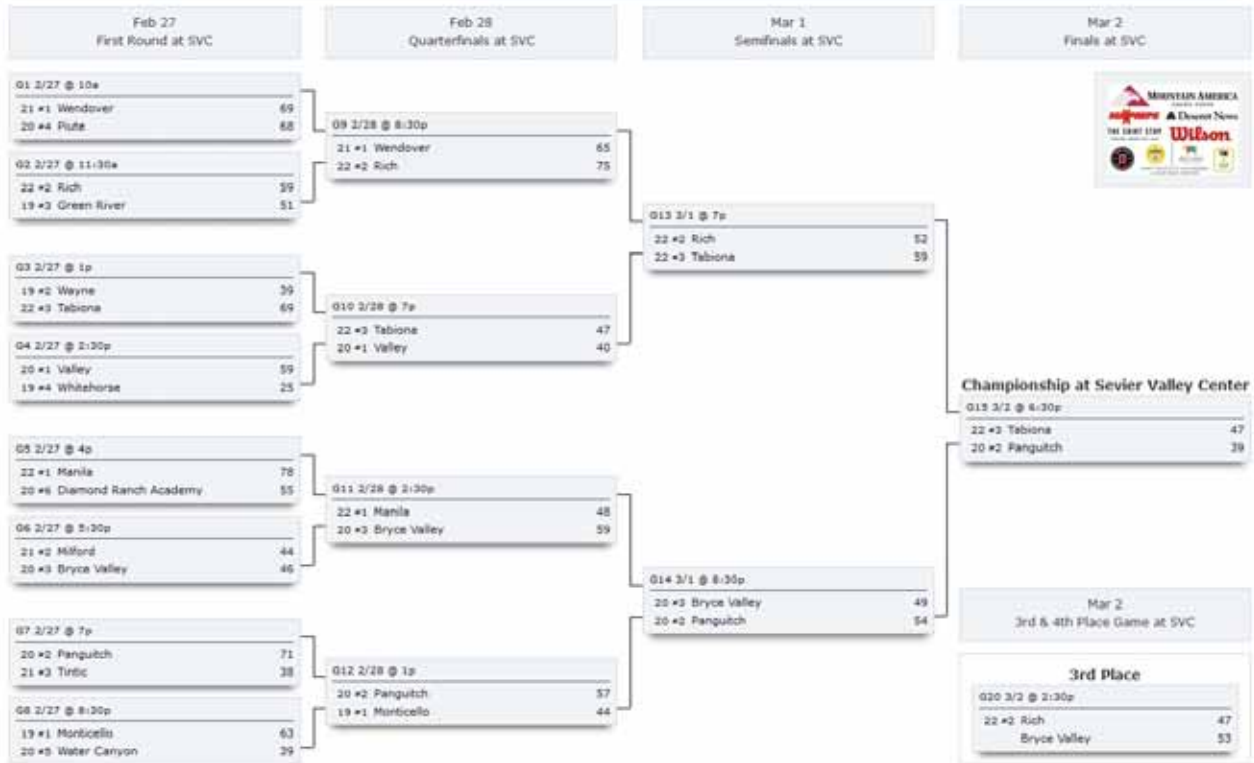 Feb 27
First Round at SVC
Feb 28
Quarterfinals at SVC
Mar 1
Semifinals at SVC
Mar 2
Finals at SVC
G1 2/27 @ 10a
21 #1 Wendover 69
20 #4 Piute 68
G2 2/27 @ 11:30a
22 #2 Rich 59
19 #3 Green River 51
G3 2/27 @ 1p
19 #2 Wayne 39
22 #3 Tabiona 69
G4 2/27 @ 2:30p
20 #1 Valley 59
19 #4 Whitehorse 25
G5 2/27 @ 4p
22 #1 Manila 78
20 #6 Diamond Ranch Academy 55
G6 2/27 @ 5:30p
21 #2 Milford 44
20 #3 Bryce Valley 46
G7 2/27 @ 7p
20 #2 Panguitch 71
21 #3 Tintic 38
G8 2/27 @ 8:30p
19 #1 Monticello 63
20 #5 Water Canyon 39
G9 2/28 @ 8:30p
21 #1 Wendover 65
22 #2 Rich 75
G10 2/28 @ 7p
22 #3 Tabiona 47
20 #1 Valley 40
G11 2/28 @ 2:30p
22 #1 Manila 48
20 #3 Bryce Valley 59
G12 2/28 @ 1p
20 #2 Panguitch 57
19 #1 Monticello 44
G13 3/1 @ 7p
22 #2 Rich 52
22 #3 Tabiona 59
G14 3/1 @ 8:30p
20 #3 Bryce Valley 49
20 #2 Panguitch 54
MOUNTAIN AMERICA
Deseret News
Wilson
Championship at Sevier Valley Center
G15 3/2 @ 6:30p
22 #3 Tabiona 47
20 #2 Panguitch 39
Mar 2
3rd & 4th Place Game at SVC
3rd Place
G20 3/2 @ 2:30p
22 #2 Rich 47
Bryce Valley 53